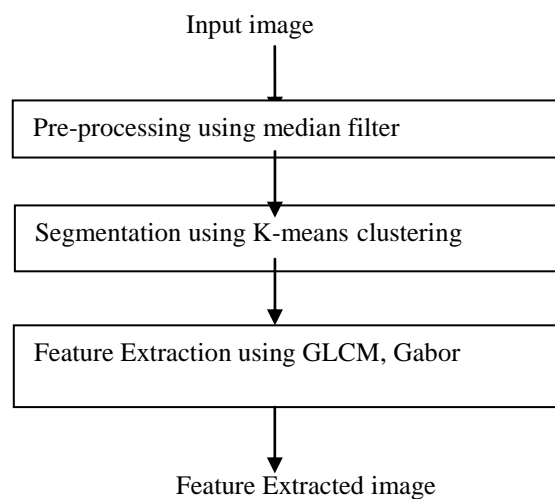 Input image
Pre-processing using median filter
Segmentation using K-means clustering
Feature Extraction using GLCM, Gabor
Feature Extracted image